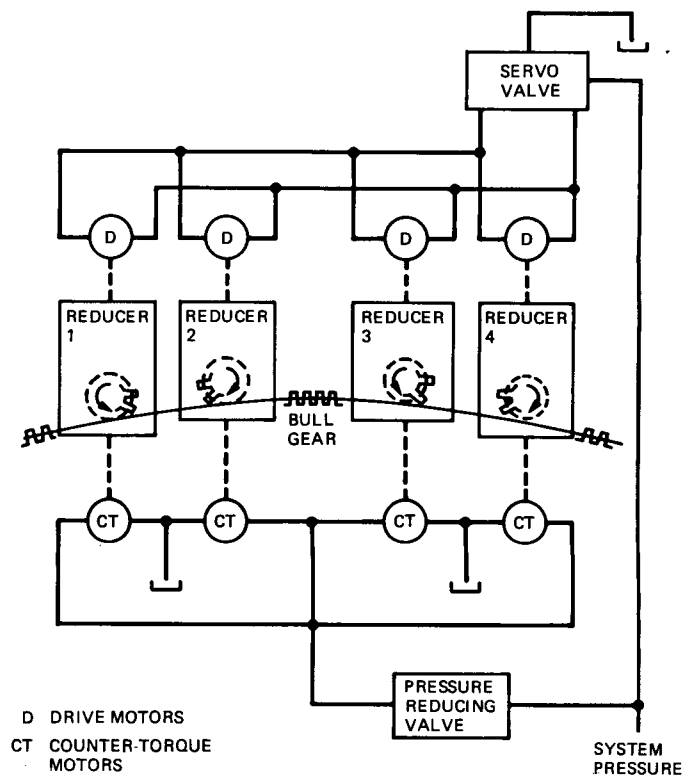 SERVO
VALVE
D
D
D
D
REDUCER
1
REDUCER
2
REDUCER
3
REDUCER
4
BULL
GEAR
CT
CT
CT
CT
PRESSURE
REDUCING
VALVE
D DRIVE MOTORS
CT COUNTER-TORQUE
MOTORS
SYSTEM
PRESSURE